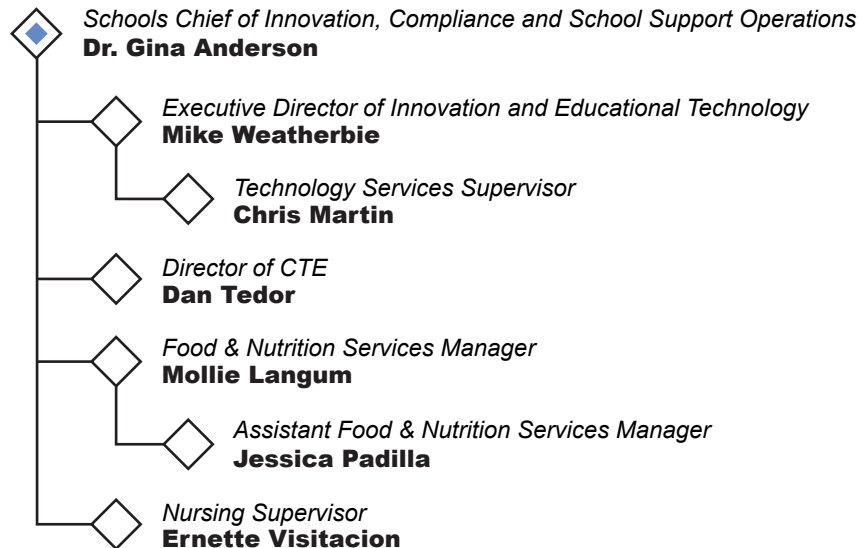 Schools Chief of Innovation, Compliance and School Support Operations
Dr. Gina Anderson
Executive Director of Innovation and Educational Technology
Mike Weatherbie
Technology Services Supervisor
Chris Martin
Director of CTE
Dan Tedor
Food & Nutrition Services Manager
Mollie Langum
Assistant Food & Nutrition Services Manager
Jessica Padilla
Nursing Supervisor
Ernette Visitacion